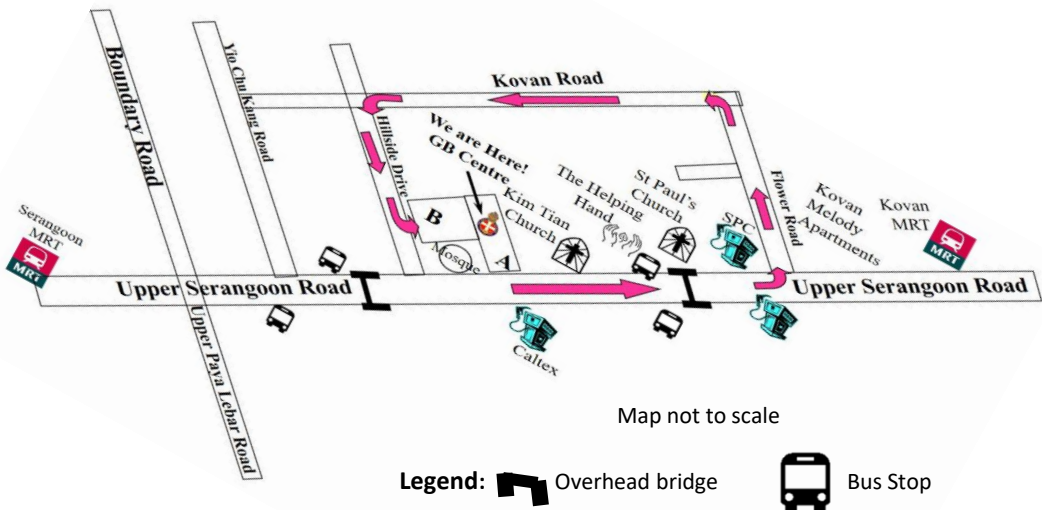 Boundary Road
Yio Chu Kang Road
Kovan Road
Hillside Drive
We are Here!
GB Centre
Kim Tian
Church
The Helping
Hand
St Paul's
Church
SPC
Flower Road
Kovan
Melody
Apartments
Kovan
MRT
MRT
Serangoon
MRT
MRT
B
A
Mosque
Upper Serangoon Road
Upper Serangoon Road
Upper Paya Lebar Road
Caltex
Map not to scale
Legend: Overhead bridge Bus Stop